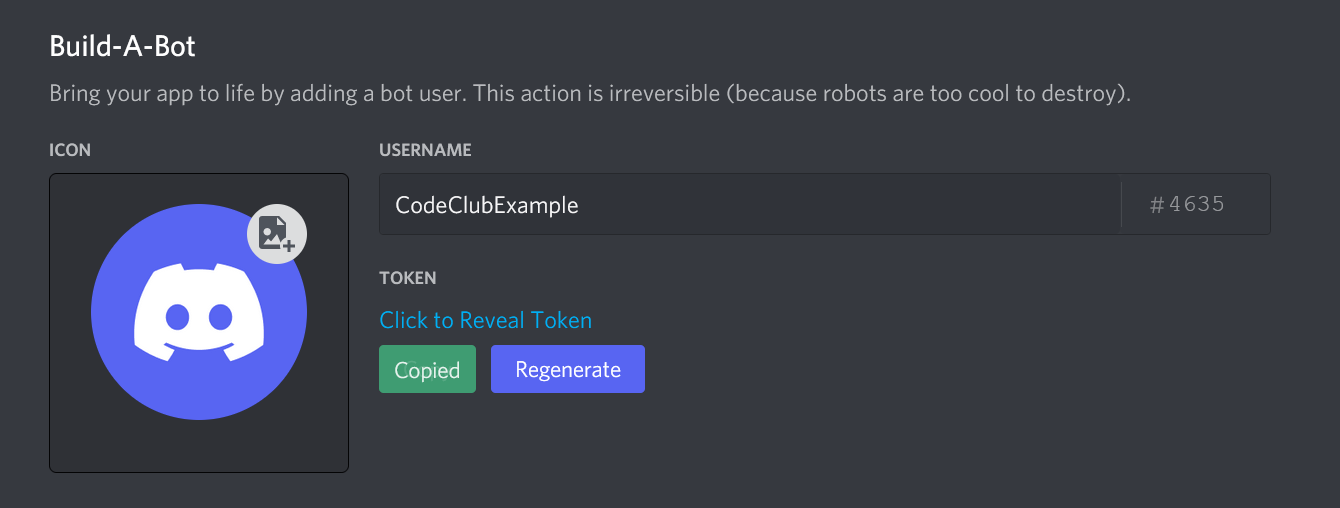 Build-A-Bot
Bring your app to life by adding a bot user. This action is irreversible (because robots are too cool to destroy).
ICON
USERNAME
CodeClubExample
#4635
TOKEN
Click to Reveal Token
Copied
Regenerate